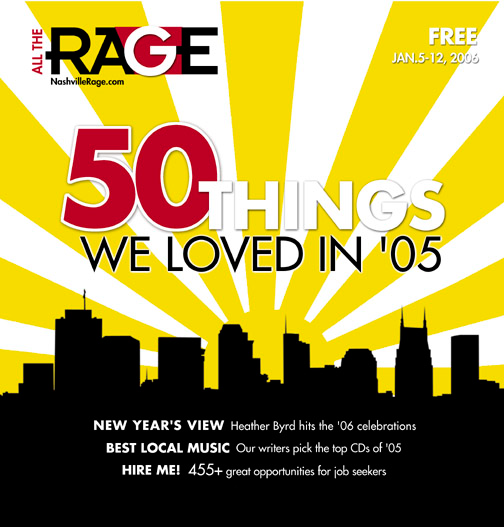 ALL THE RAGE
NashvilleRage.com
FREE
JAN.5-12, 2006
50 THINGS
WE LOVED IN '05
NEW YEAR'S VIEW Heather Byrd hits the '06 celebrations
BEST LOCAL MUSIC Our writers pick the top CDs of '05
HIRE ME! 455+ great opportunities for job seekers